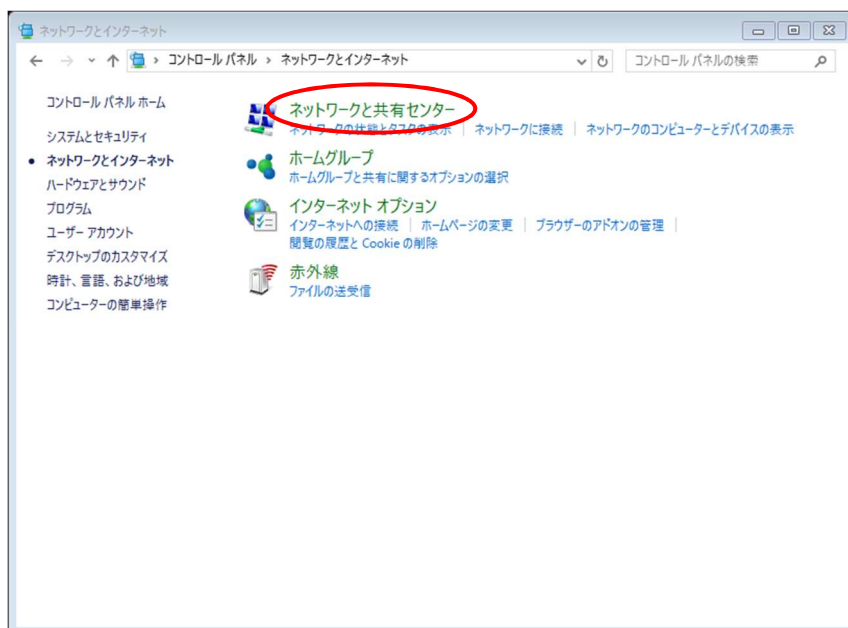 ネットワークとインターネット
コントロール パネル › ネットワークとインターネット
コントロール パネルの検索
コントロール パネル ホーム
システムとセキュリティ
• ネットワークとインターネット
ハードウェアとサウンド
プログラム
ユーザー アカウント
デスクトップのカスタマイズ
時計、言語、および地域
コンピューターの簡単操作
ネットワークと共有センター
ネットワークの状態とタスクの表示 | ネットワークに接続 | ネットワークのコンピューターとデバイスの表示
ホームグループ
ホームグループと共有に関するオプションの選択
インターネット オプション
インターネットへの接続 | ホームページの変更 | ブラウザーのアドオンの管理 |
閲覧の履歴と Cookie の削除
赤外線
ファイルの送受信